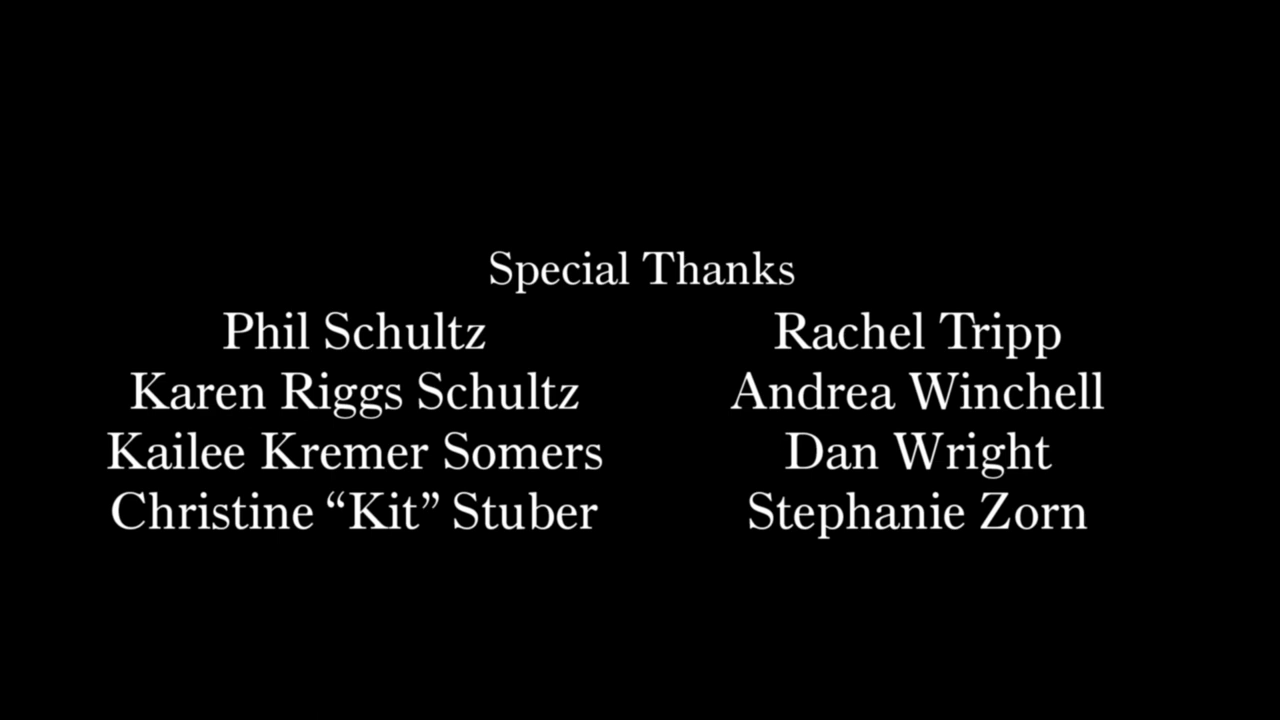 Special Thanks
Phil Schultz
Karen Riggs Schultz
Kailee Kremer Somers
Christine “Kit” Stuber
Rachel Tripp
Andrea Winchell
Dan Wright
Stephanie Zorn